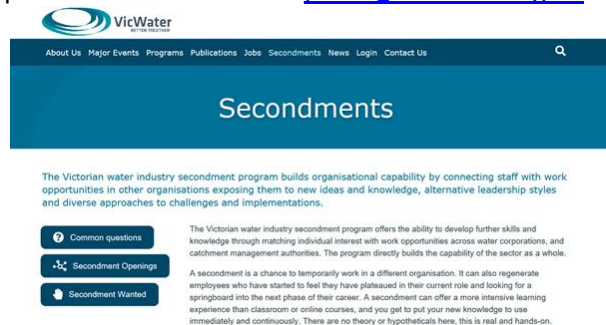 VicWater
BETTER TOGETHER
About Us Major Events Programs Publications Jobs Secondments News Login Contact Us
Secondments
The Victorian water industry secondment program builds organisational capability by connecting staff with work
opportunities in other organisations exposing them to new ideas and knowledge, alternative leadership styles
and diverse approaches to challenges and implementations.
Common questions
Secondment Openings
Secondment Wanted
The Victorian water industry secondment program offers the ability to develop further skills and
knowledge through matching individual interest with work opportunities across water corporations, and
catchment management authorities. The program directly builds the capability of the sector as a whole.
A secondment is a chance to temporarily work in a different organisation. It can also regenerate
employees who have started to feel they have plateaued in their current role and looking for a
springboard into the next phase of their career. A secondment can offer a more intensive learning
experience than classroom or online courses, and you get to put your new knowledge to use
immediately and continuously. There are no theory or hypotheticals here, this is real and hands-on.